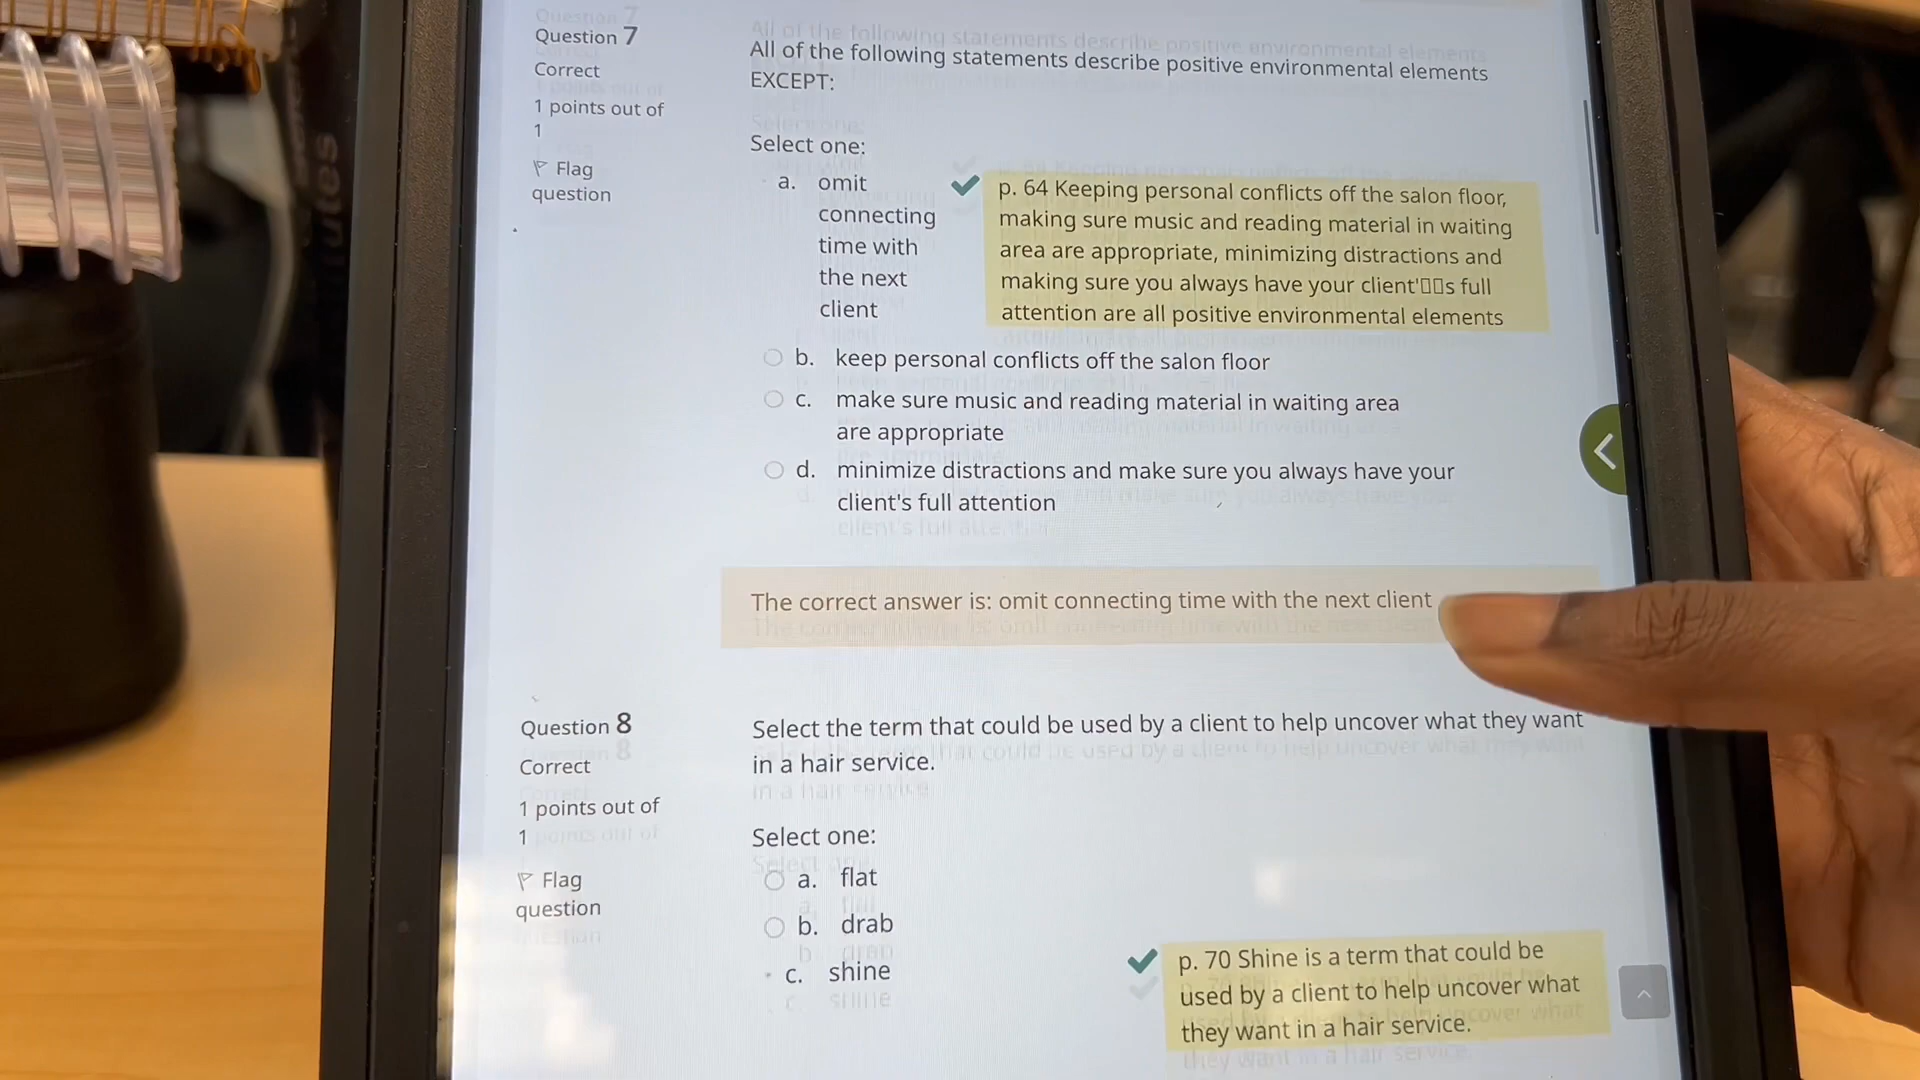 Question 7
Correct
1 points out of
1
Flag
question
All of the following statements describe positive environmental elements
EXCEPT:
Select one:
a. omit
connecting
time with
the next
client
p. 64 Keeping personal conflicts off the salon floor,
making sure music and reading material in waiting
area are appropriate, minimizing distractions and
making sure you always have your client'□□s full
attention are all positive environmental elements
b. keep personal conflicts off the salon floor
c. make sure music and reading material in waiting area
are appropriate
d. minimize distractions and make sure you always have your
client's full attention
The correct answer is: omit connecting time with the next client
Question 8
Correct
1 points out of
1
Flag
question
Select the term that could be used by a client to help uncover what they want
in a hair service.
Select one:
a. flat
b. drab
c. shine
p. 70 Shine is a term that could be
used by a client to help uncover what
they want in a hair service.